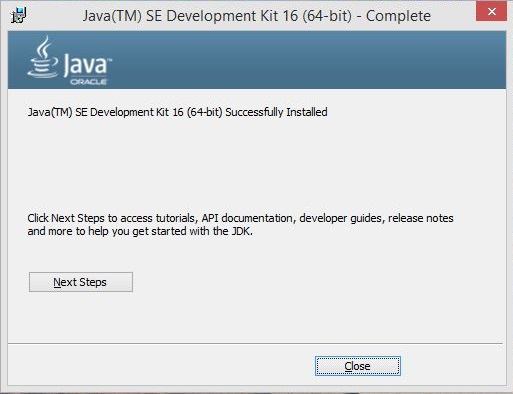 Java(TM) SE Development Kit 16 (64-bit) - Complete
Java™
ORACLE
Java(TM) SE Development Kit 16 (64-bit) Successfully Installed
Click Next Steps to access tutorials, API documentation, developer guides, release notes
and more to help you get started with the JDK.
Next Steps
Close